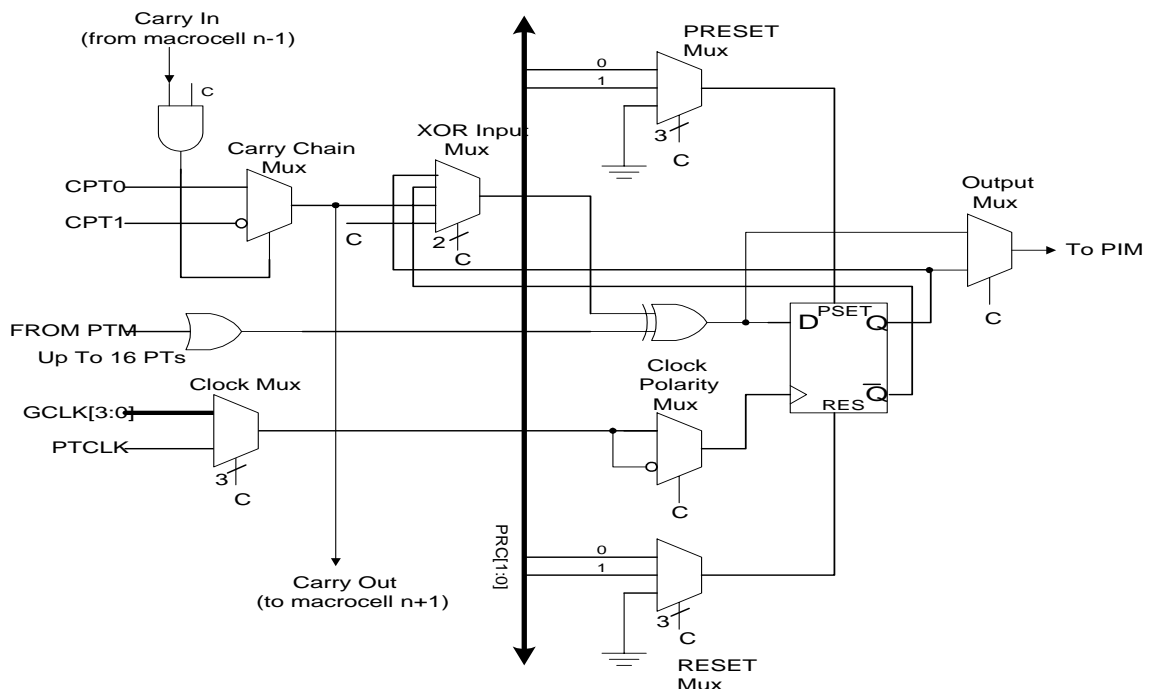 Carry In
(from macrocell n-1)
C
PRESET
Mux
0
1
3
C
Carry Chain
Mux
XOR Input
Mux
CPT0
CPT1
C
2
C
Output
Mux
To PIM
C
FROM PTM
Up To 16 PTs
PSET
D
Q
Q
RES
Clock
Polarity
Mux
Clock Mux
GCLK[3:0]
PTCLK
3
C
C
PRC[1:0]
0
1
3
C
Carry Out
(to macrocell n+1)
RESET
Mux